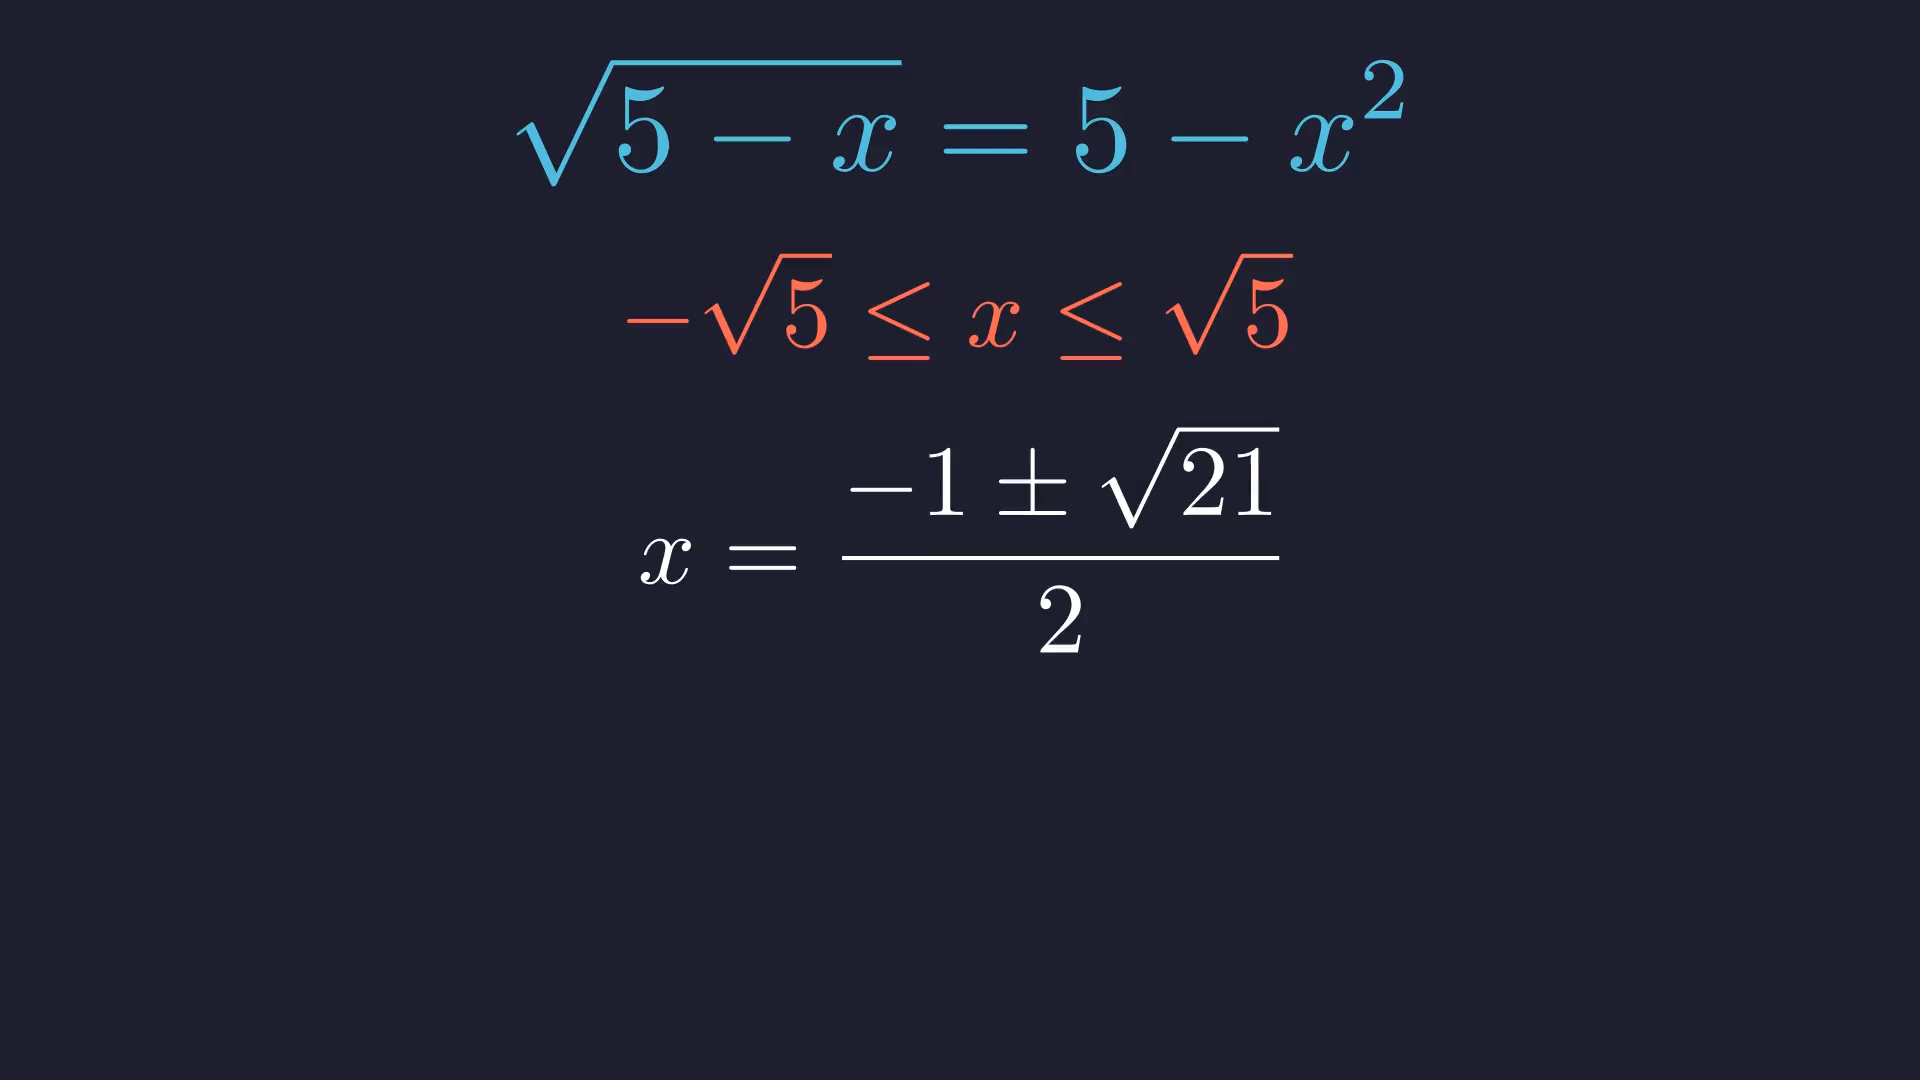 √(5 − x) = 5 − x²
−√5 ≤ x ≤ √5
x = (−1 ± √21) / 2